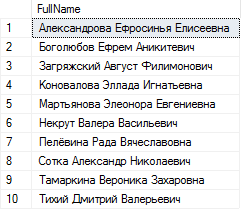 FullName
1 Александрова Ефросинья Елисеевна
2 Боголюбов Ефрем Аникитевич
3 Загряжский Август Филимонович
4 Коновалова Эллада Игнатьевна
5 Мартьянова Элеонора Евгениевна
6 Некрут Валера Васильевич
7 Пелёвина Рада Вячеславовна
8 Сотка Александр Николаевич
9 Тамаркина Вероника Захаровна
10 Тихий Дмитрий Валерьевич